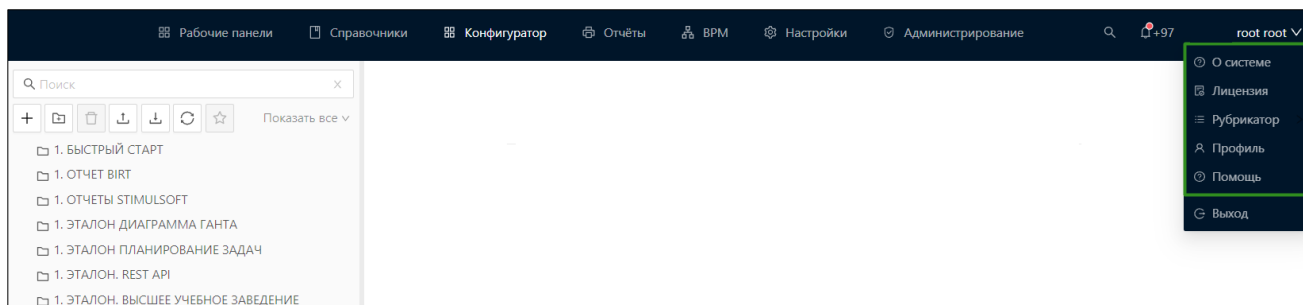 Рабочие панели Справочники Конфигуратор Отчёты BPM Настройки Администрирование +97 root root
О системе
Лицензия
Рубрикатор
Профиль
Помощь
Выход
Поиск
Показать все
1. БЫСТРЫЙ СТАРТ
1. ОТЧЕТ BIRT
1. ОТЧЕТЫ STIMULSOFT
1. ЭТАЛОН ДИАГРАММА ГАНТА
1. ЭТАЛОН ПЛАНИРОВАНИЕ ЗАДАЧ
1. ЭТАЛОН. REST API
1. ЭТАЛОН. ВЫСШЕЕ УЧЕБНОЕ ЗАВЕДЕНИЕ